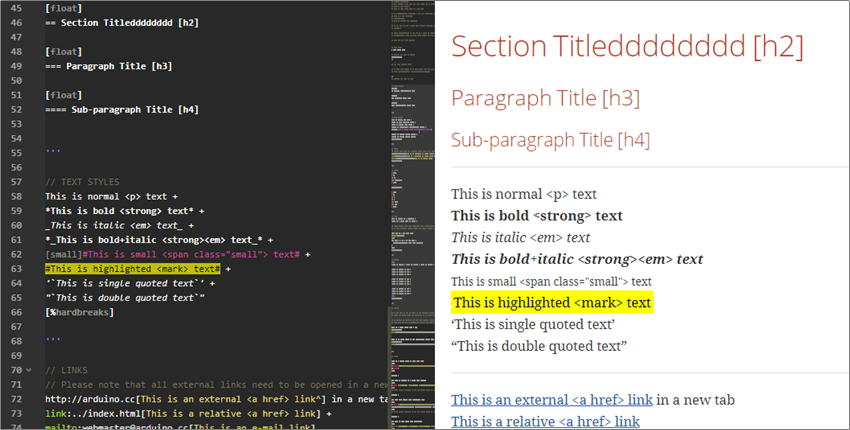 45 [float]
46 == Section Titleddddddddd [h2]
47
48 [float]
49 === Paragraph Title [h3]
50
51 [float]
52 ==== Sub-paragraph Title [h4]
53
54
55 '''
56
57 // TEXT STYLES
58 This is normal <p> text +
59 *This is bold <strong> text* +
60 _This is italic <em> text_ +
61 *_This is bold+italic <strong><em> text_* +
62 [small]#This is small <span class="small"> text# +
63 #This is highlighted <mark> text# +
64 '`This is single quoted text`' +
65 "`This is double quoted text`"
66 [%hardbreaks]
67
68 '''
69
70 // LINKS
71 // Please note that all external links need to be opened in a new
72 http://arduino.cc[This is an external <a href> link^] in a new ta
73 link:../index.html[This is a relative <a href> link] +
74 mailto:webmaster@arduino.cc[This is an e-mail link]
Section Titleddddddddd [h2]
Paragraph Title [h3]
Sub-paragraph Title [h4]
This is normal <p> text
This is bold <strong> text
This is italic <em> text
This is bold+italic <strong><em> text
This is small <span class="small"> text
This is highlighted <mark> text
‘This is single quoted text’
“This is double quoted text”
This is an external <a href> link in a new tab
This is a relative <a href> link